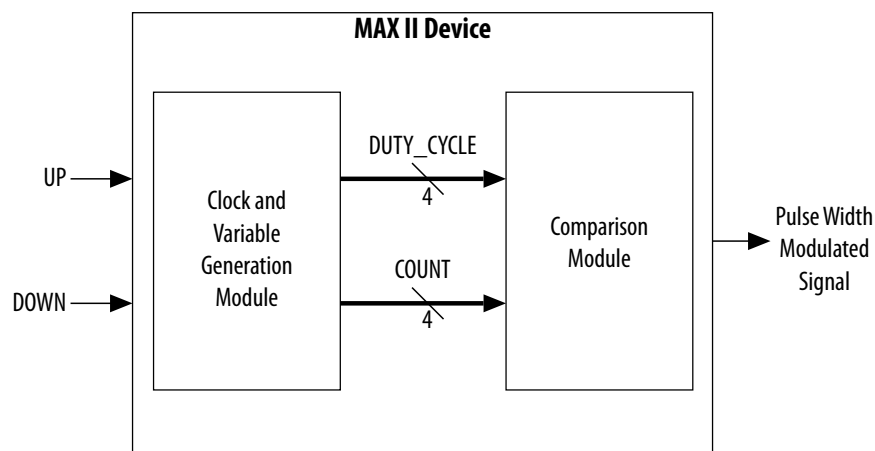 MAX II Device
UP
DOWN
Clock and
Variable
Generation
Module
DUTY_CYCLE
4
COUNT
4
Comparison
Module
Pulse Width
Modulated
Signal